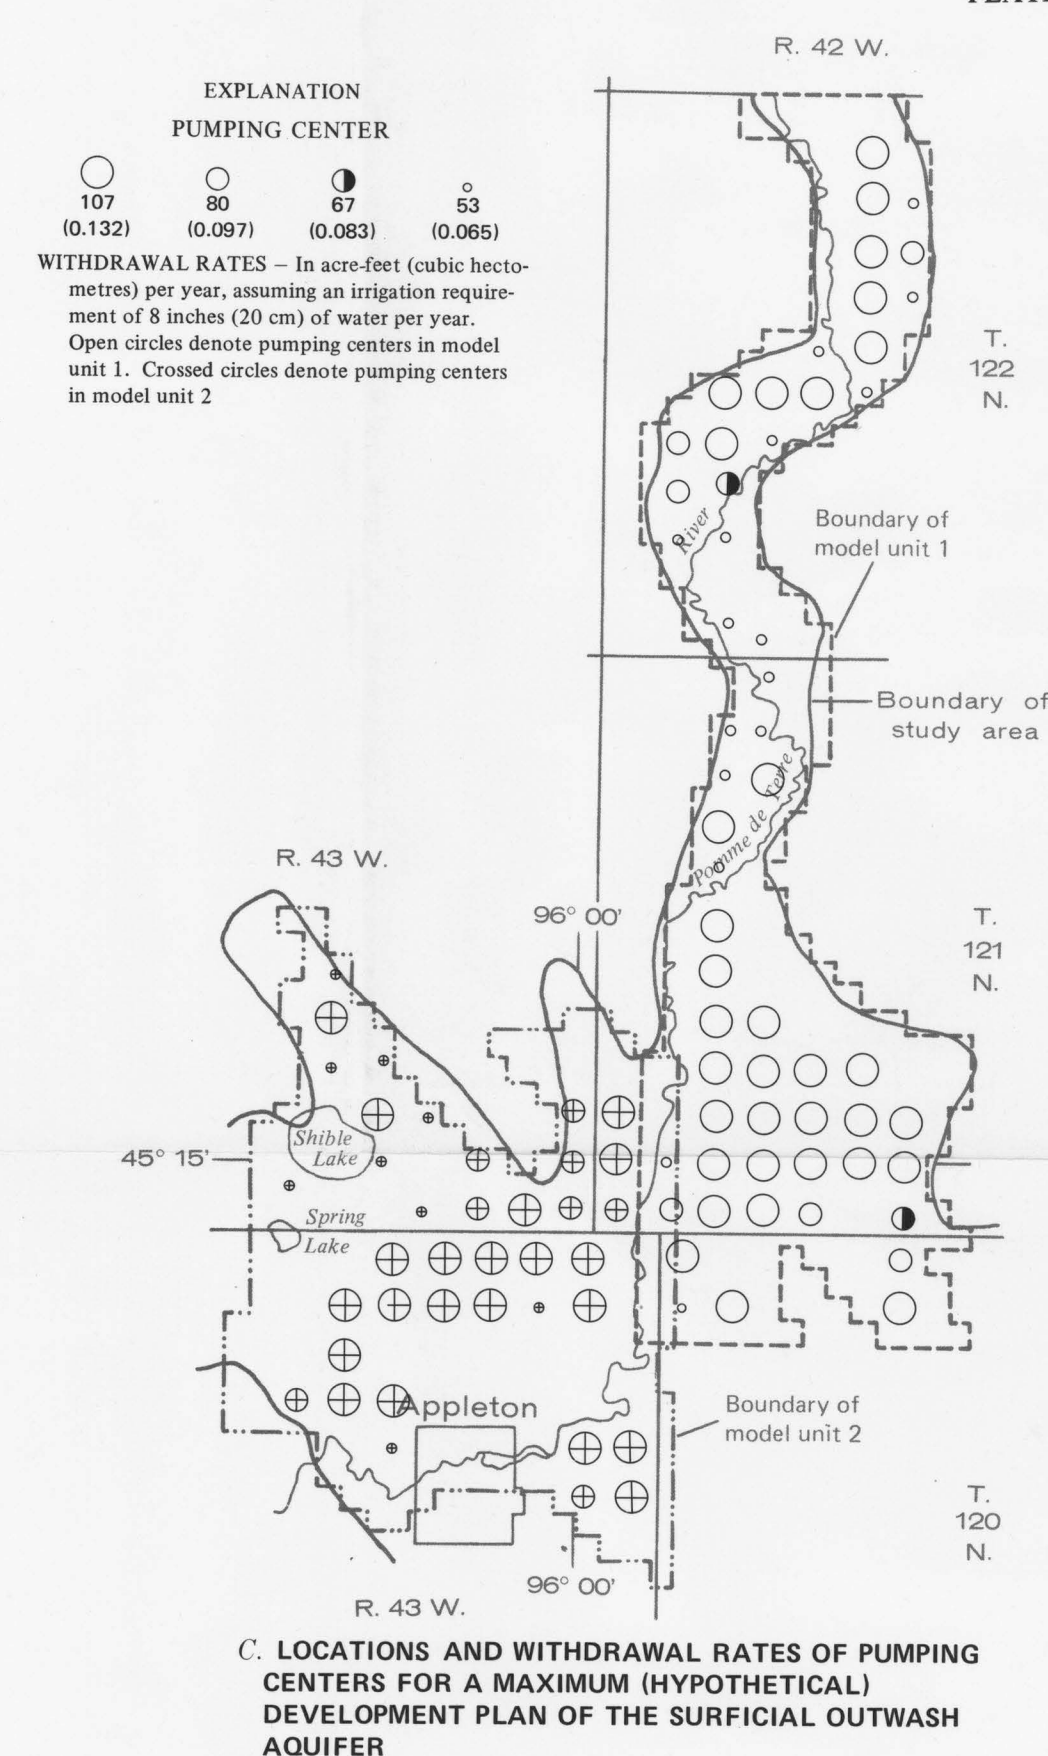 R. 42 W.
EXPLANATION
PUMPING CENTER
107 80 67 53
(0.132) (0.097) (0.083) (0.065)
WITHDRAWAL RATES – In acre-feet (cubic hecto-
metres) per year, assuming an irrigation require-
ment of 8 inches (20 cm) of water per year.
Open circles denote pumping centers in model
unit 1. Crossed circles denote pumping centers
in model unit 2
T.
122
N.
River
Boundary of
model unit 1
Boundary of
study area
Pomme de Terre
R. 43 W.
96° 00'
T.
121
N.
Shible
Lake
45° 15'
Spring
Lake
Appleton
Boundary of
model unit 2
T.
120
N.
96° 00'
R. 43 W.
C. LOCATIONS AND WITHDRAWAL RATES OF PUMPING
CENTERS FOR A MAXIMUM (HYPOTHETICAL)
DEVELOPMENT PLAN OF THE SURFICIAL OUTWASH
AQUIFER